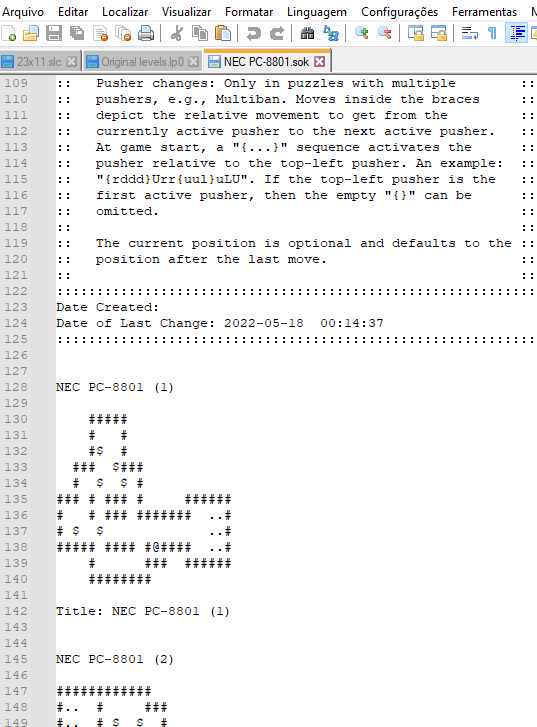 Arquivo Editar Localizar Visualizar Formatar Linguagem Configurações Ferramentas
23x11.slc Original levels.lp0 NEC PC-8801.sok
109 ::   Pusher changes: Only in puzzles with multiple        ::
110 ::   pushers, e.g., Multiban. Moves inside the braces     ::
111 ::   depict the relative movement to get from the         ::
112 ::   currently active pusher to the next active pusher.   ::
113 ::   At game start, a "{...}" sequence activates the      ::
114 ::   pusher relative to the top-left pusher. An example:  ::
115 ::   "{rddd}Urr{uul}uLU". If the top-left pusher is the   ::
116 ::   first active pusher, then the empty "{}" can be      ::
117 ::   omitted.                                             ::
118 ::                                                        ::
119 ::   The current position is optional and defaults to the ::
120 ::   position after the last move.                        ::
121 ::                                                        ::
122 ::::::::::::::::::::::::::::::::::::::::::::::::::::::::::::
123 Date Created:
124 Date of Last Change: 2022-05-18  00:14:37
125 ::::::::::::::::::::::::::::::::::::::::::::::::::::::::::::
126
127
128 NEC PC-8801 (1)
129
130     #####
131     #   #
132     #$  #
133   ###  $###
134   #  $  $ #
135 ### # ### #     ######
136 #   # ### #######  ..#
137 # $  $             ..#
138 ##### #### #@####  ..#
139     #      ###  ######
140     ########
141
142 Title: NEC PC-8801 (1)
143
144
145 NEC PC-8801 (2)
146
147 ############
148 #..  #     ###
149 #..  # $  $  #